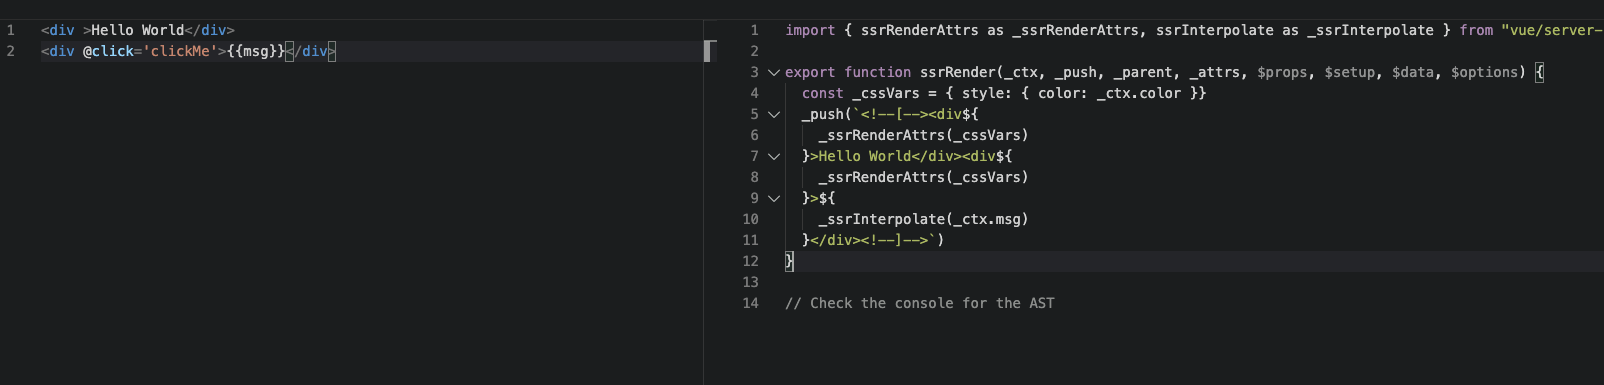 1 <div >Hello World</div>
2 <div @click='clickMe'>{{msg}}</div>
1 import { ssrRenderAttrs as _ssrRenderAttrs, ssrInterpolate as _ssrInterpolate } from "vue/server-
2
3 export function ssrRender(_ctx, _push, _parent, _attrs, $props, $setup, $data, $options) {
4 const _cssVars = { style: { color: _ctx.color }}
5 _push(`<!--[--><div${
6 _ssrRenderAttrs(_cssVars)
7 }>Hello World</div><div${
8 _ssrRenderAttrs(_cssVars)
9 }>${
10 _ssrInterpolate(_ctx.msg)
11 }</div><!--]-->`)
12 }
13
14 // Check the console for the AST